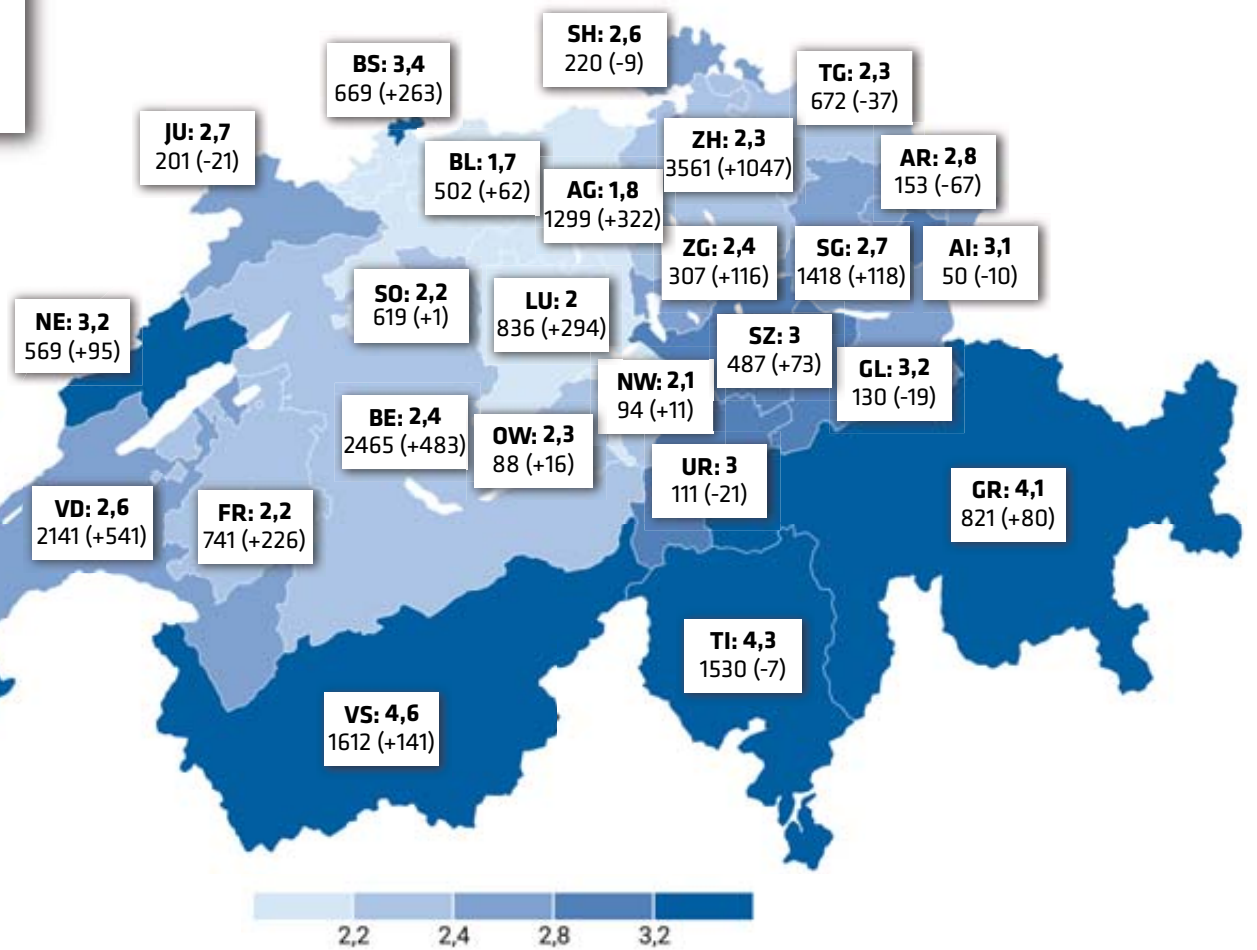 SH: 2,6
220 (-9)
BS: 3,4
669 (+263)
TG: 2,3
672 (-37)
JU: 2,7
201 (-21)
ZH: 2,3
3561 (+1047)
BL: 1,7
502 (+62)
AR: 2,8
153 (-67)
AG: 1,8
1299 (+322)
ZG: 2,4
307 (+116)
SG: 2,7
1418 (+118)
AI: 3,1
50 (-10)
SO: 2,2
619 (+1)
LU: 2
836 (+294)
NE: 3,2
569 (+95)
SZ: 3
487 (+73)
GL: 3,2
130 (-19)
NW: 2,1
94 (+11)
BE: 2,4
2465 (+483)
OW: 2,3
88 (+16)
UR: 3
111 (-21)
GR: 4,1
821 (+80)
VD: 2,6
2141 (+541)
FR: 2,2
741 (+226)
TI: 4,3
1530 (-7)
VS: 4,6
1612 (+141)
2,2 2,4 2,8 3,2